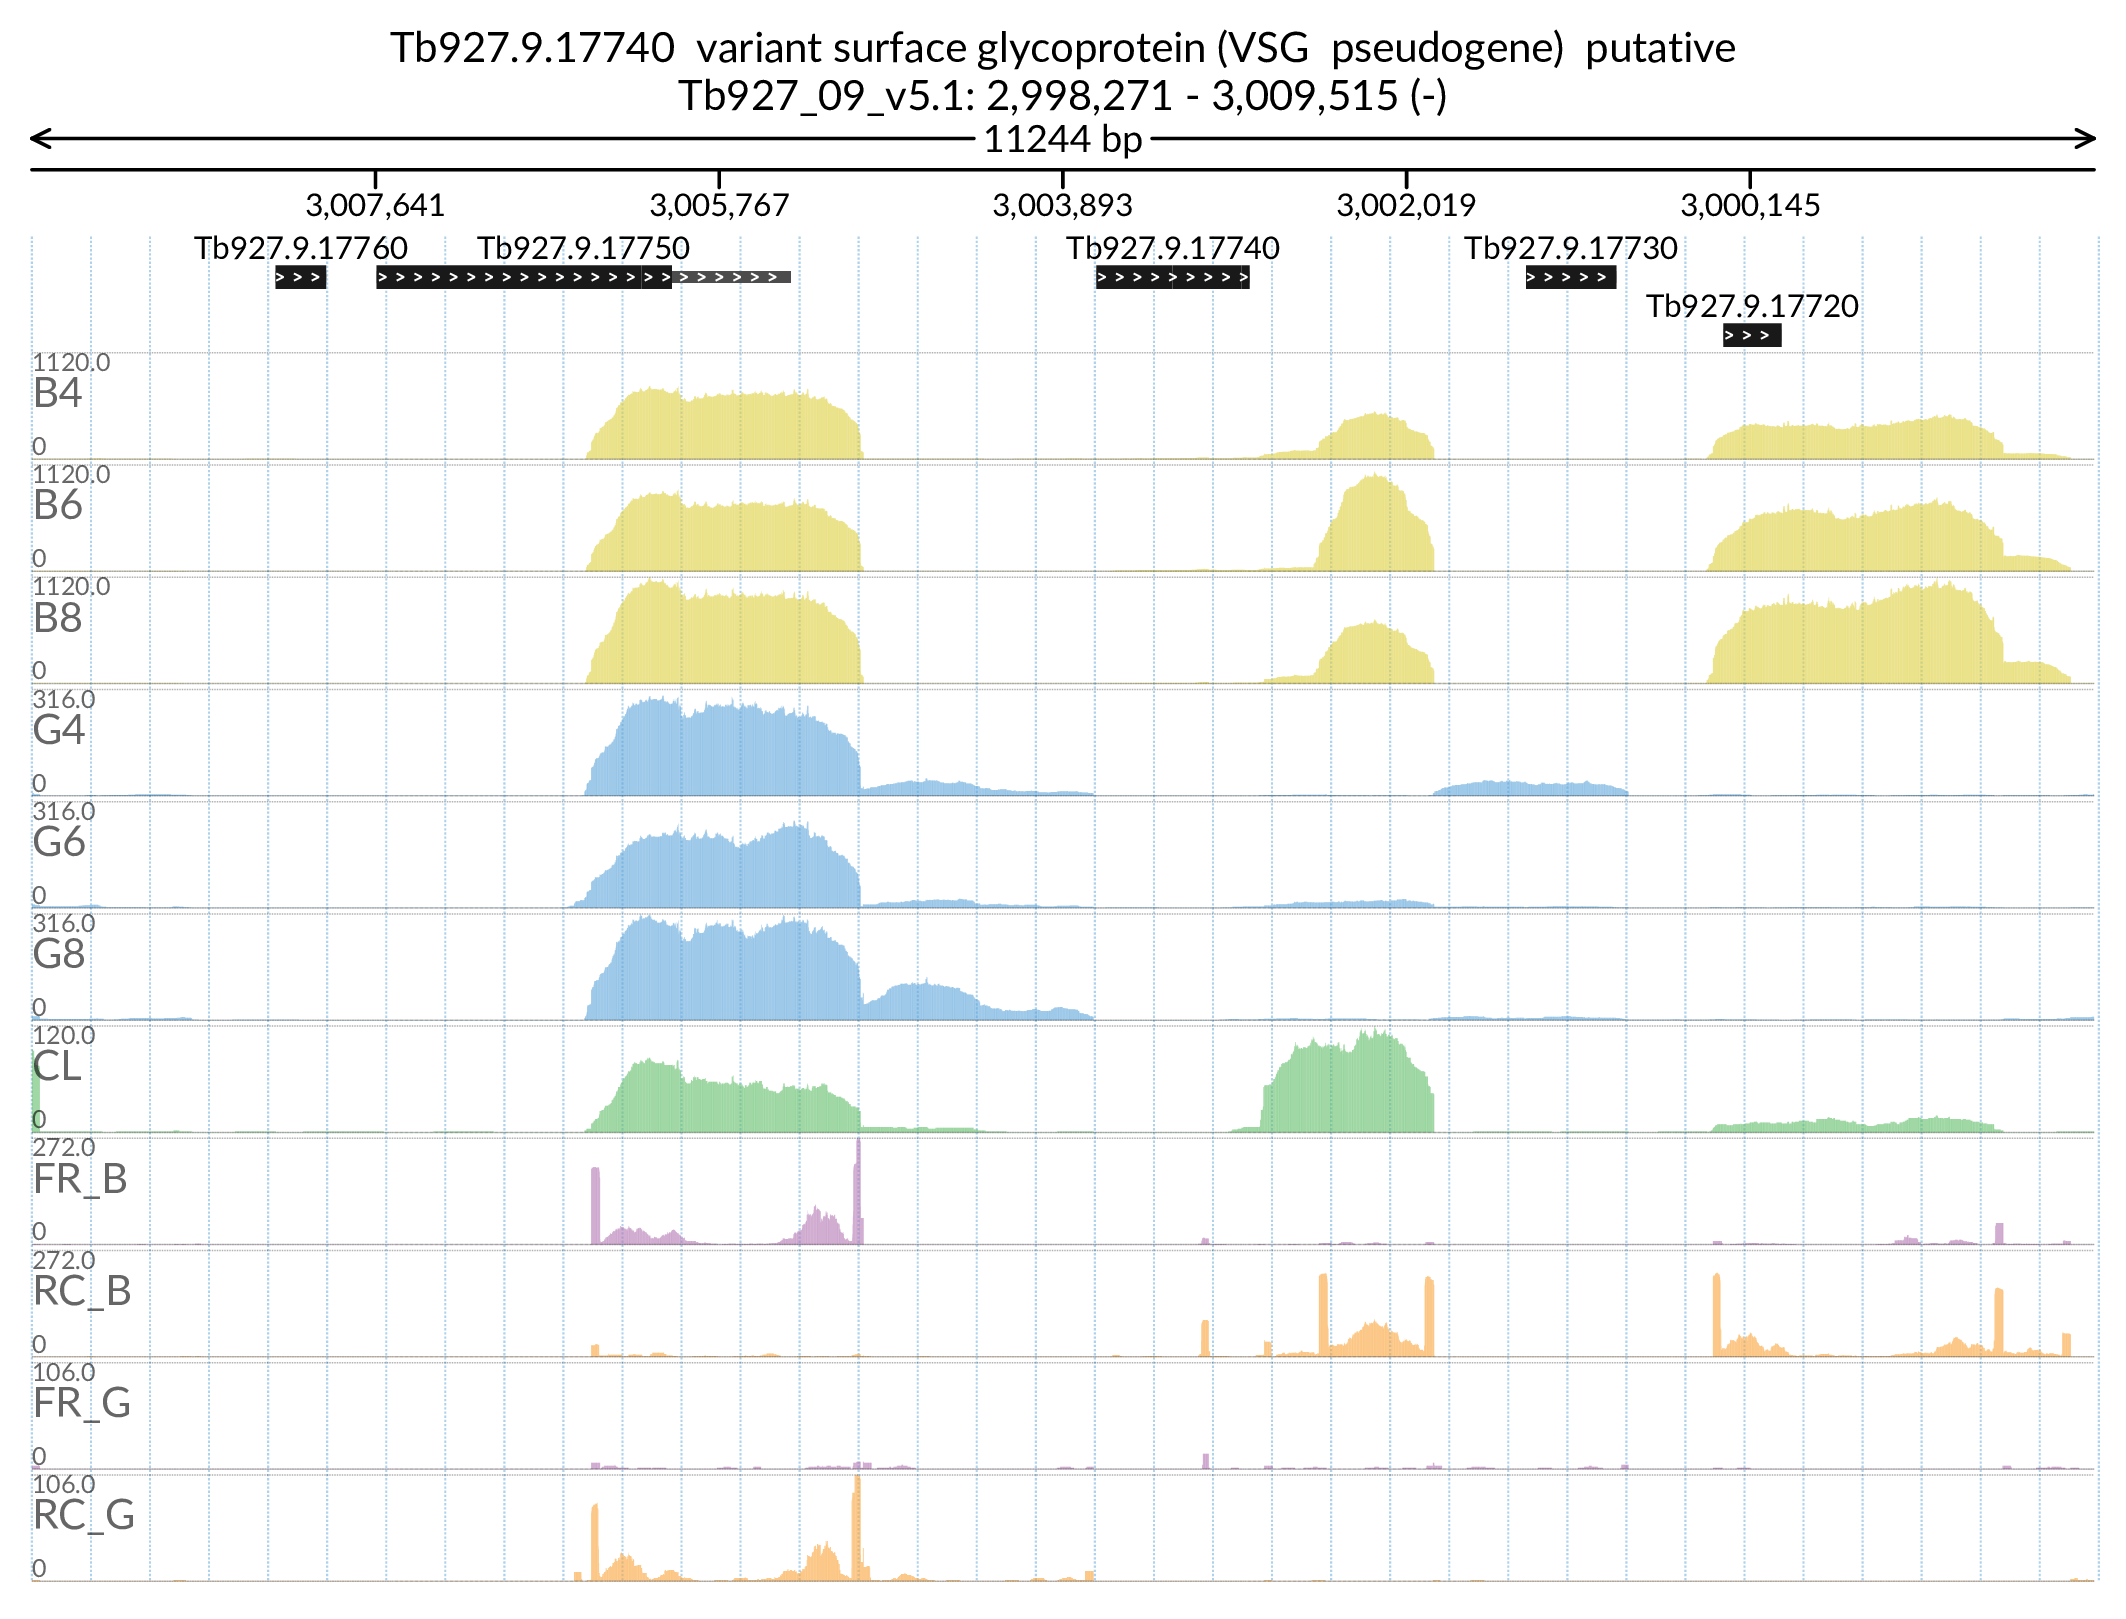 Tb927.9.17740  variant surface glycoprotein (VSG  pseudogene)  putative
Tb927_09_v5.1: 2,998,271 - 3,009,515 (-)
11244 bp
3,007,641 3,005,767 3,003,893 3,002,019 3,000,145
Tb927.9.17760 Tb927.9.17750 Tb927.9.17740 Tb927.9.17730
Tb927.9.17720
1120.0
B4
0
1120.0
B6
0
1120.0
B8
0
316.0
G4
0
316.0
G6
0
316.0
G8
0
120.0
CL
0
272.0
FR_B
0
272.0
RC_B
0
106.0
FR_G
0
106.0
RC_G
0